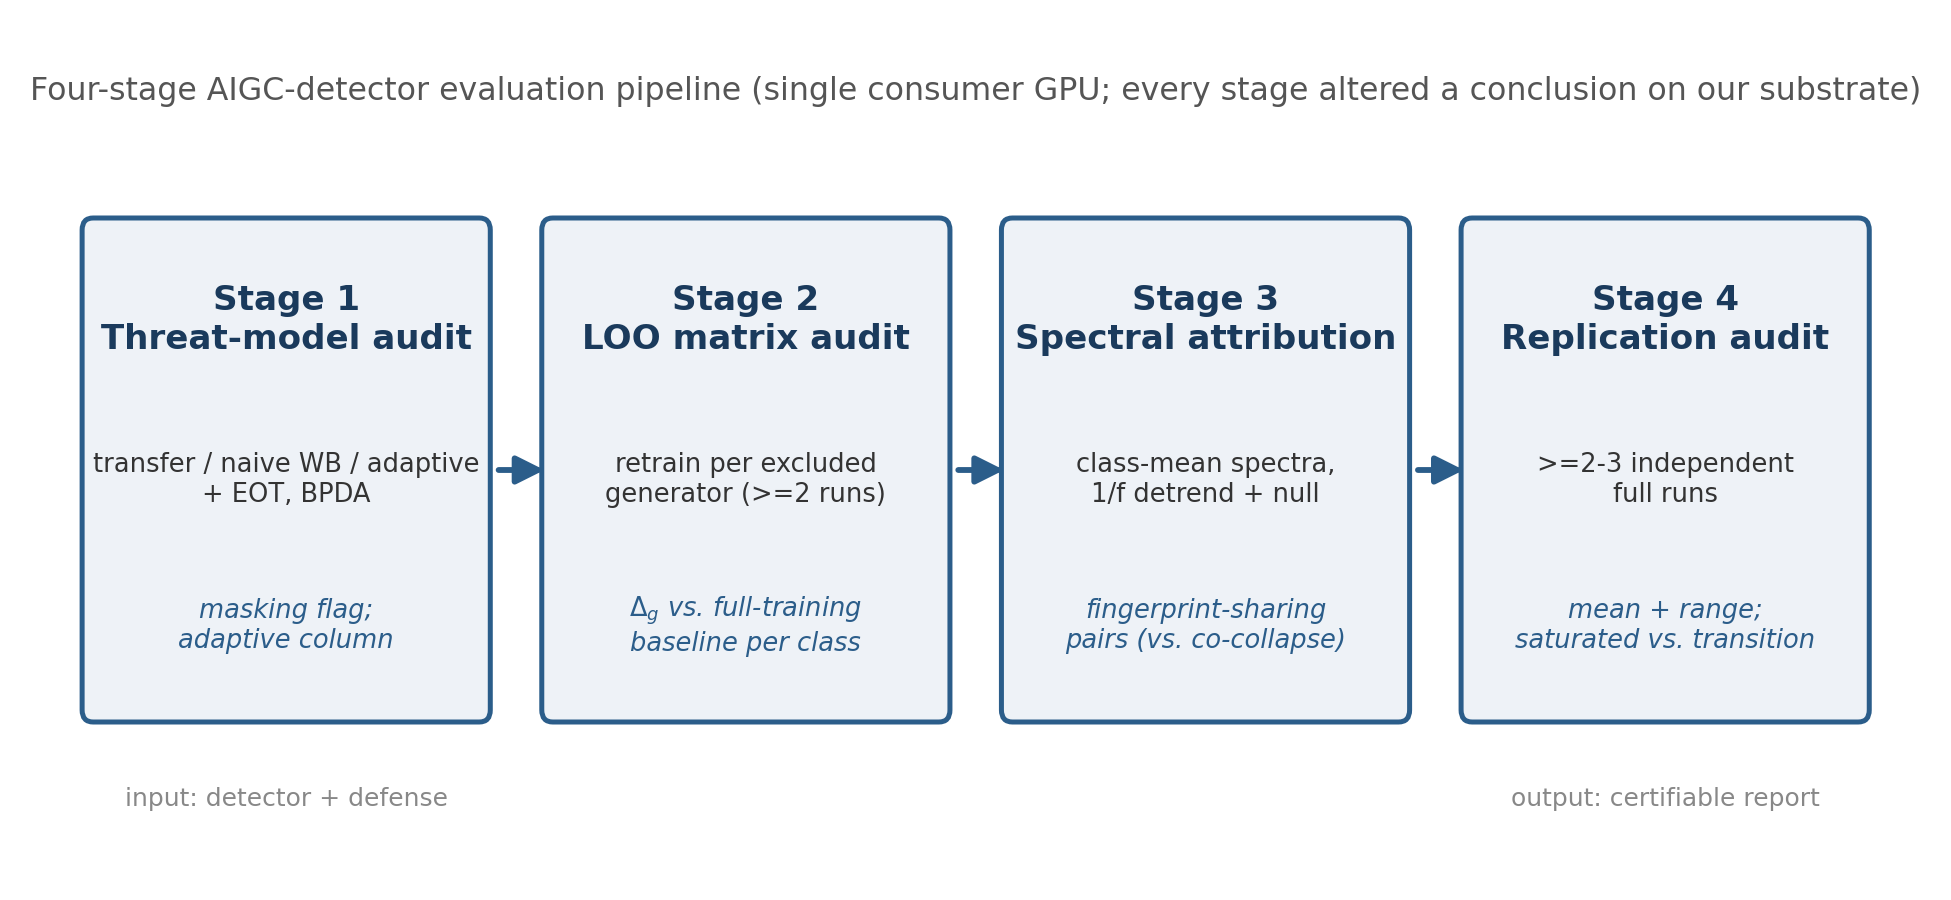 Four-stage AIGC-detector evaluation pipeline (single consumer GPU; every stage altered a conclusion on our substrate)
Stage 1
Threat-model audit
transfer / naive WB / adaptive
+ EOT, BPDA
masking flag;
adaptive column
Stage 2
LOO matrix audit
retrain per excluded
generator (>=2 runs)
Δg vs. full-training
baseline per class
Stage 3
Spectral attribution
class-mean spectra,
1/f detrend + null
fingerprint-sharing
pairs (vs. co-collapse)
Stage 4
Replication audit
>=2-3 independent
full runs
mean + range;
saturated vs. transition
input: detector + defense
output: certifiable report